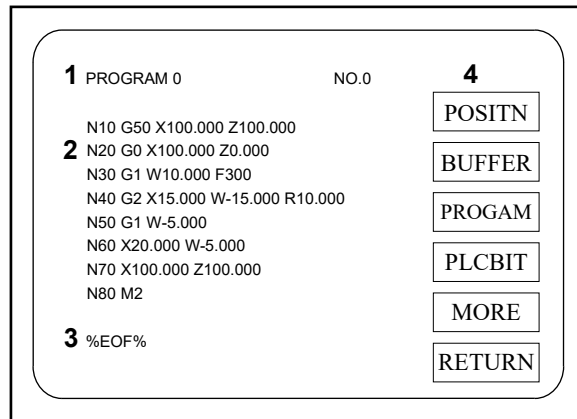 1 PROGRAM 0 NO.0 4
POSITN
N10 G50 X100.000 Z100.000
2 N20 G0 X100.000 Z0.000
BUFFER
N30 G1 W10.000 F300
N40 G2 X15.000 W-15.000 R10.000
PROGAM
N50 G1 W-5.000
N60 X20.000 W-5.000
PLCBIT
N70 X100.000 Z100.000
N80 M2
MORE
3 %EOF%
RETURN